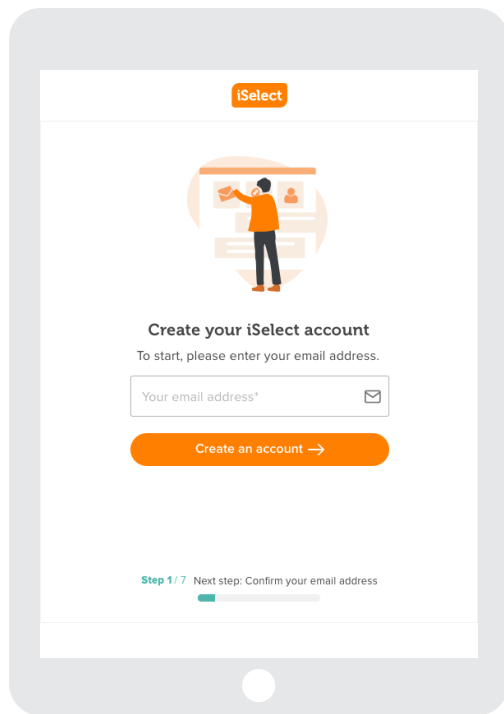 iSelect
Create your iSelect account
To start, please enter your email address.
Your email address*
Create an account →
Step 1 / 7 Next step: Confirm your email address